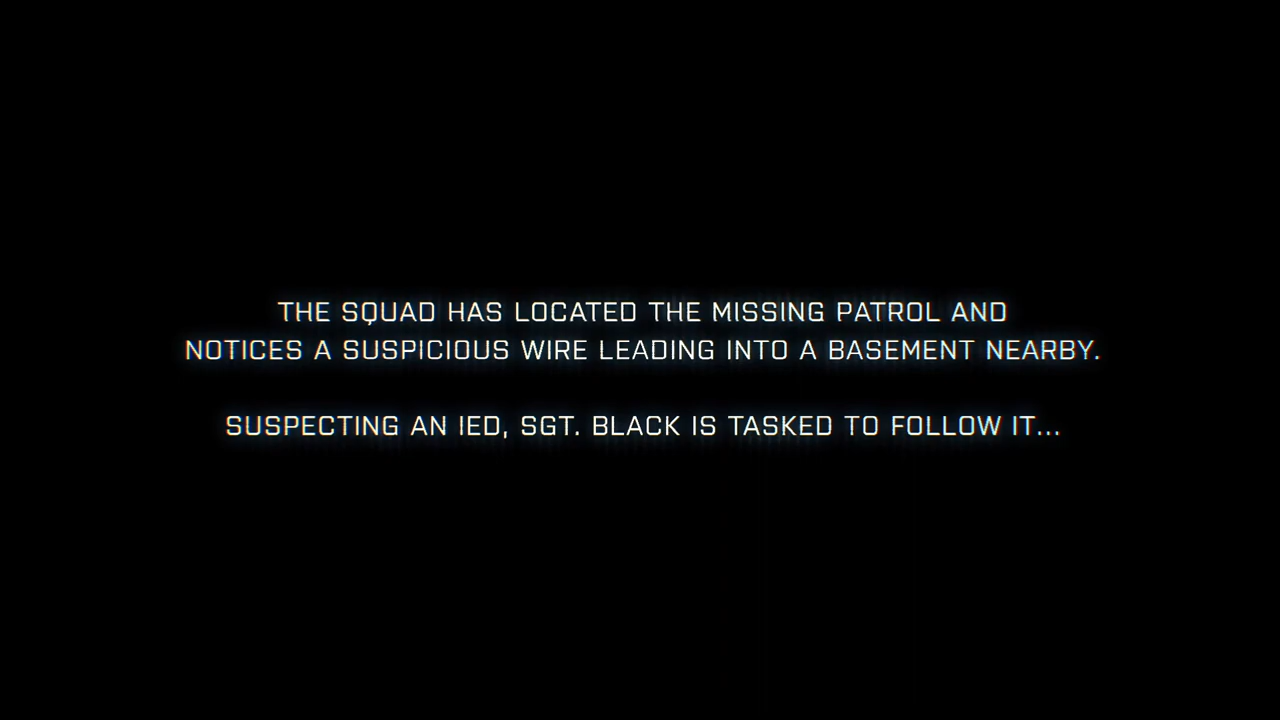 THE SQUAD HAS LOCATED THE MISSING PATROL AND
NOTICES A SUSPICIOUS WIRE LEADING INTO A BASEMENT NEARBY.
SUSPECTING AN IED, SGT. BLACK IS TASKED TO FOLLOW IT...